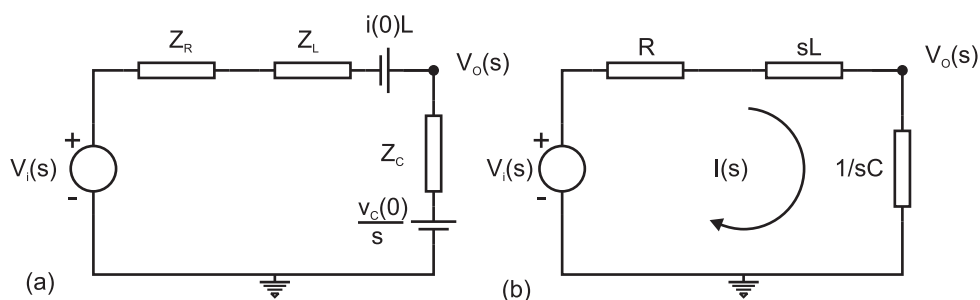 i(0)L
Z_R
Z_L
V_O(s)
+
V_i(s)
-
Z_C
v_C(0)
s
(a)
R
sL
V_O(s)
+
V_i(s)
-
I(s)
1/sC
(b)